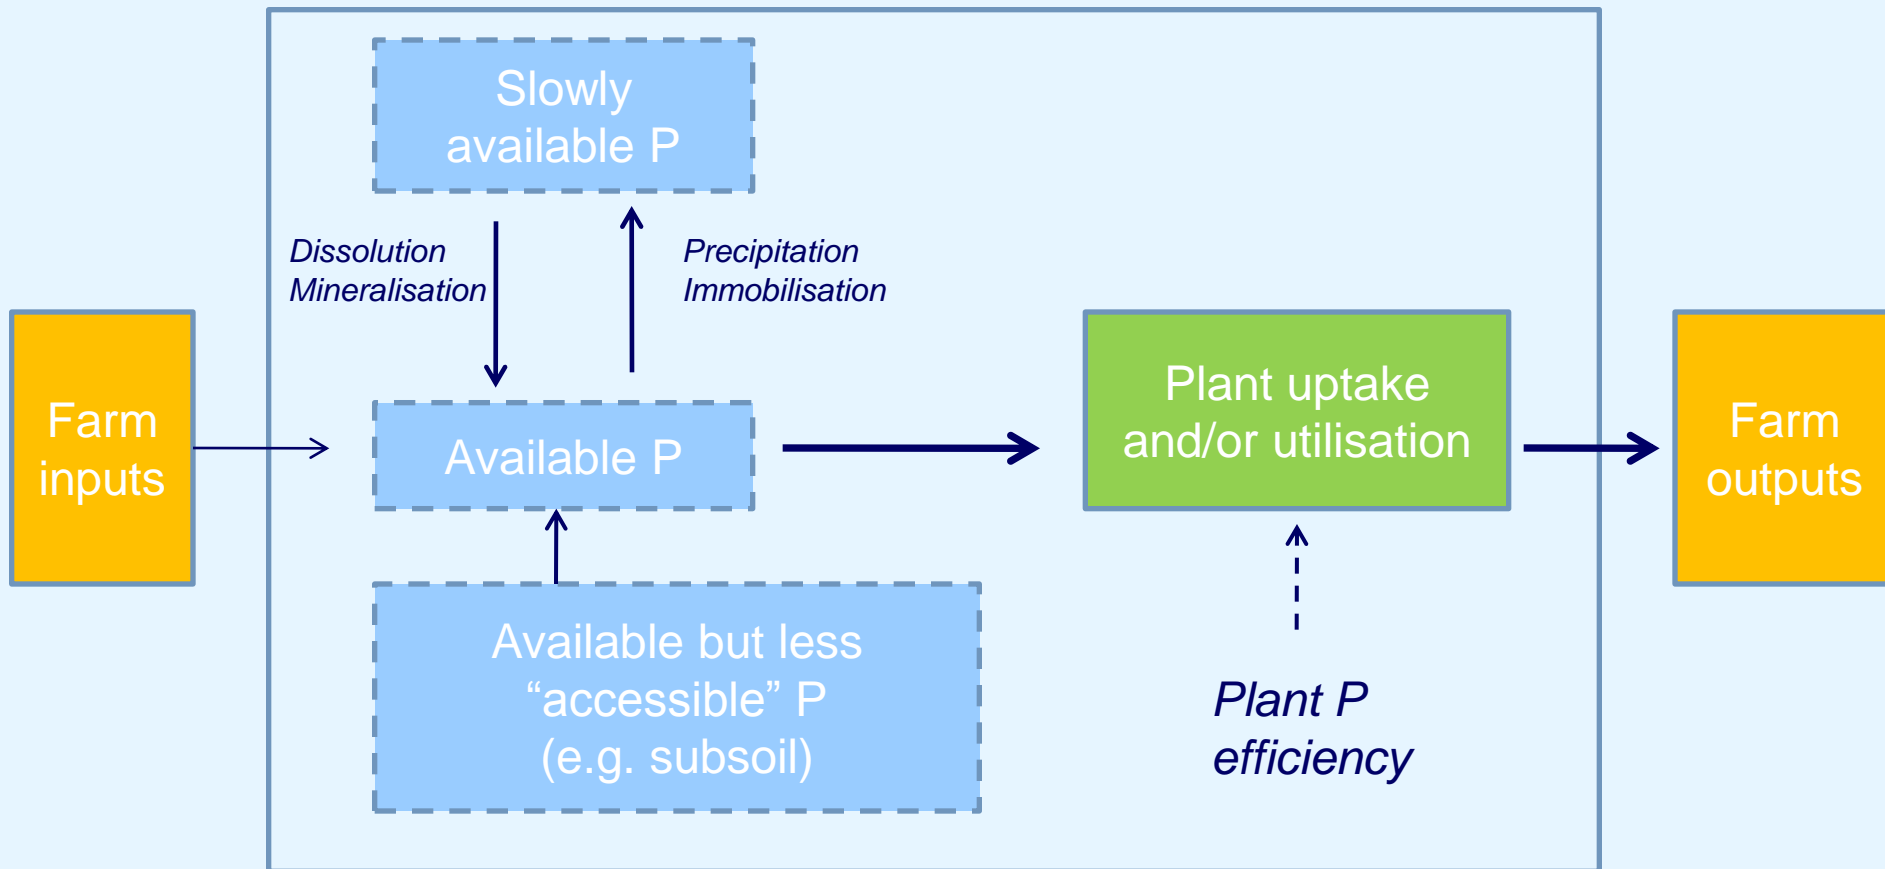 Slowly
available P
Dissolution
Mineralisation
Precipitation
Immobilisation
Farm
inputs
Available P
Plant uptake
and/or utilisation
Farm
outputs
Available but less
“accessible” P
(e.g. subsoil)
Plant P
efficiency